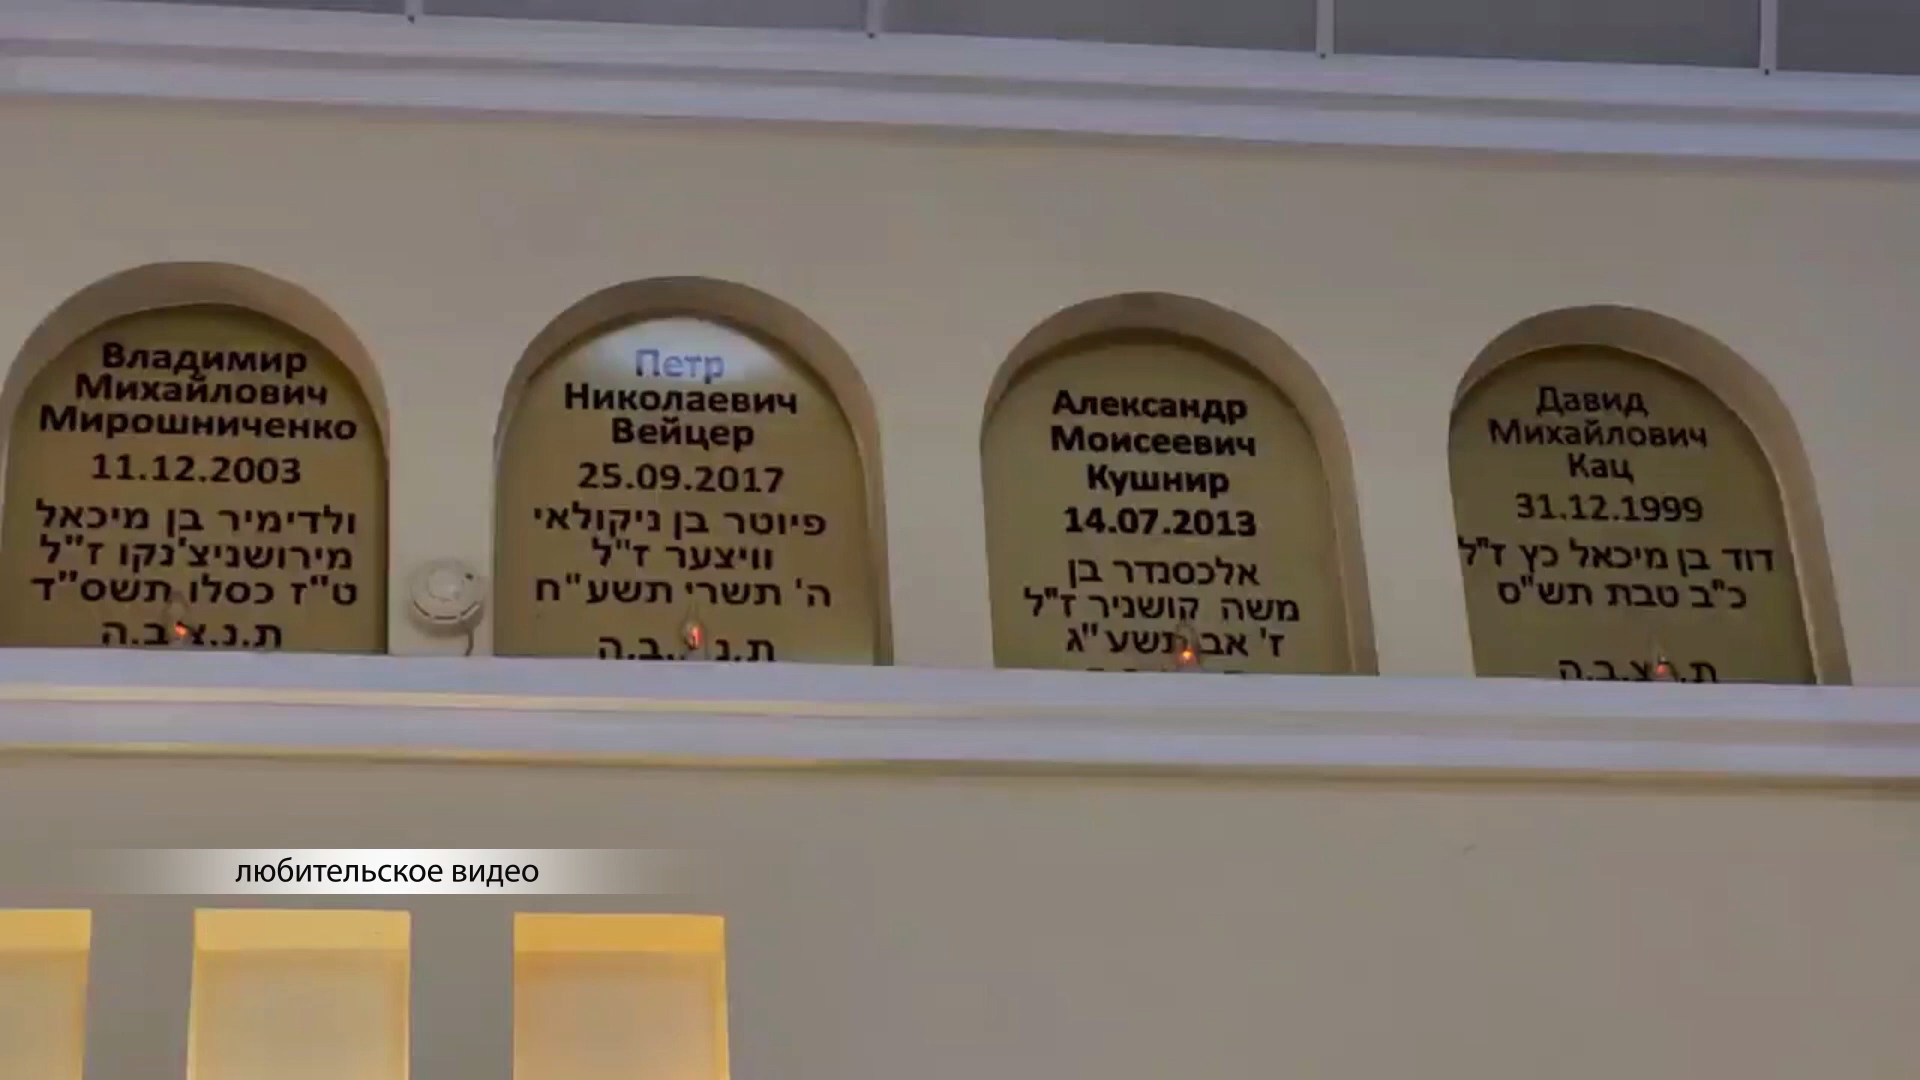 Владимир
Михайлович
Мирошниченко
11.12.2003
ולדימיר בן מיכאל
מירושניצ'נקו ז"ל
ט"ז כסלו תשס"ד
ת.נ.צ.ב.ה
Петр
Николаевич
Вейцер
25.09.2017
פיוטר בן ניקולאי
וויצער ז"ל
ה' תשרי תשע"ח
ת.נ.צ.ב.ה
Александр
Моисеевич
Кушнир
14.07.2013
אלכסנדר בן
משה קושניר ז"ל
ז' אב תשע"ג
Давид
Михайлович
Кац
31.12.1999
דוד בן מיכאל כץ ז"ל
כ"ב טבת תש"ס
ת.נ.צ.ב.ה
любительское видео